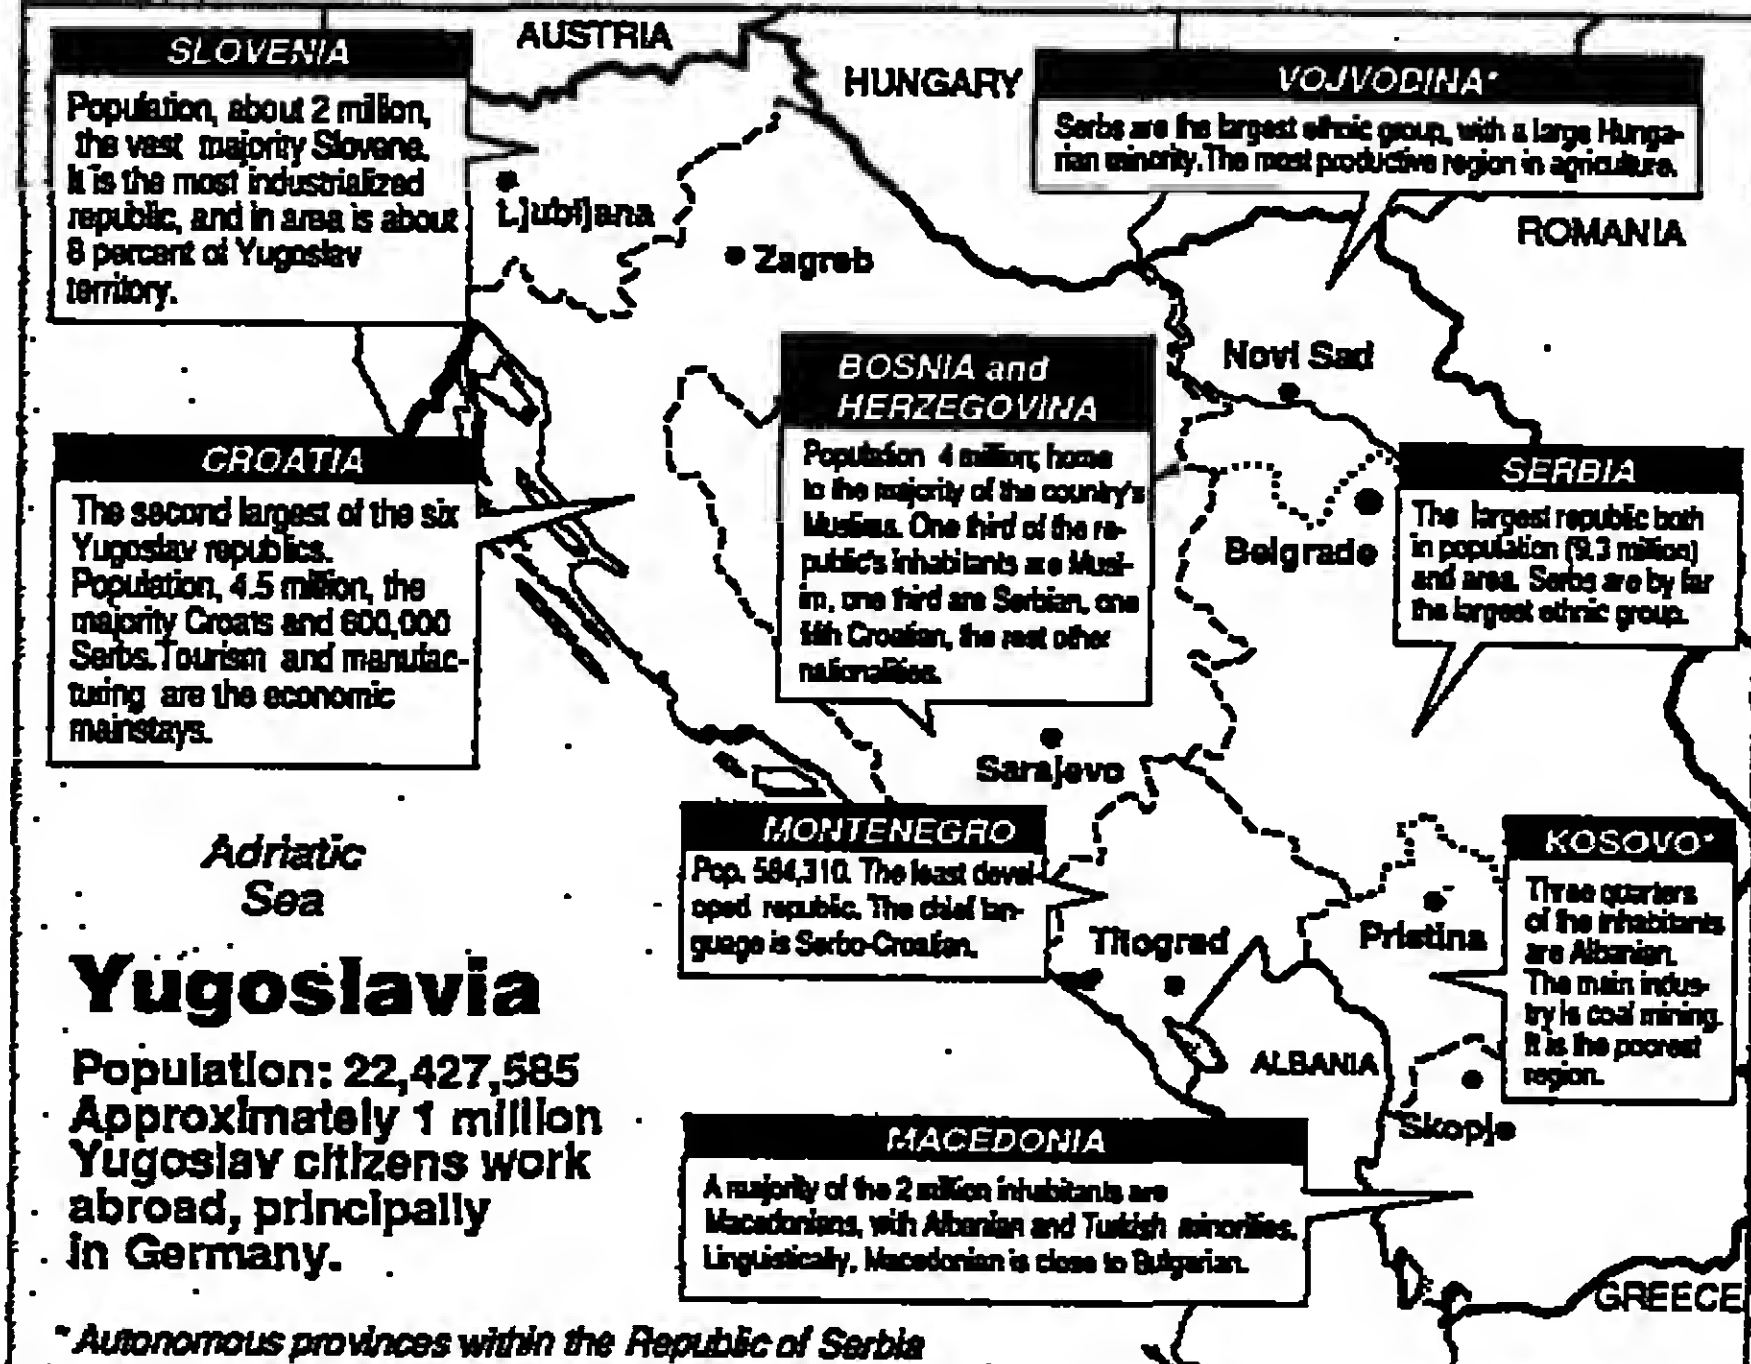 AUSTRIA
HUNGARY
ROMANIA
SLOVENIA
Population, about 2 million,
the vast majority Slovene.
It is the most industrialized
republic, and in area is about
8 percent of Yugoslav
territory.
VOJVODINA*
Serbs are the largest ethnic group, with a large Hunga-
rian minority. The most productive region in agriculture.
Ljubljana
Zagreb
Novi Sad
Belgrade
BOSNIA and
HERZEGOVINA
Population 4 million; home
to the majority of the country's
Muslims. One third of the re-
public's inhabitants are Mus-
lim, one third are Serbian, one
fifth Croatian, the rest other
nationalities.
CROATIA
The second largest of the six
Yugoslav republics.
Population, 4.5 million, the
majority Croats and 600,000
Serbs. Tourism and manufac-
turing are the economic
mainstays.
SERBIA
The largest republic both
in population (9.3 million)
and area. Serbs are by far
the largest ethnic group.
Sarajevo
MONTENEGRO
Pop. 584,310. The least devel-
oped republic. The chief lan-
guage is Serbo-Croatian.
Titograd
Pristina
KOSOVO*
Three quarters
of the inhabitants
are Albanian.
The main indus-
try is coal mining.
It is the poorest
region.
ALBANIA
Skopje
MACEDONIA
A majority of the 2 million inhabitants are
Macedonians, with Albanian and Turkish minorities.
Linguistically, Macedonian is close to Bulgarian.
GREECE
Adriatic
Sea
Yugoslavia
Population: 22,427,585
Approximately 1 million
Yugoslav citizens work
abroad, principally
in Germany.
* Autonomous provinces within the Republic of Serbia